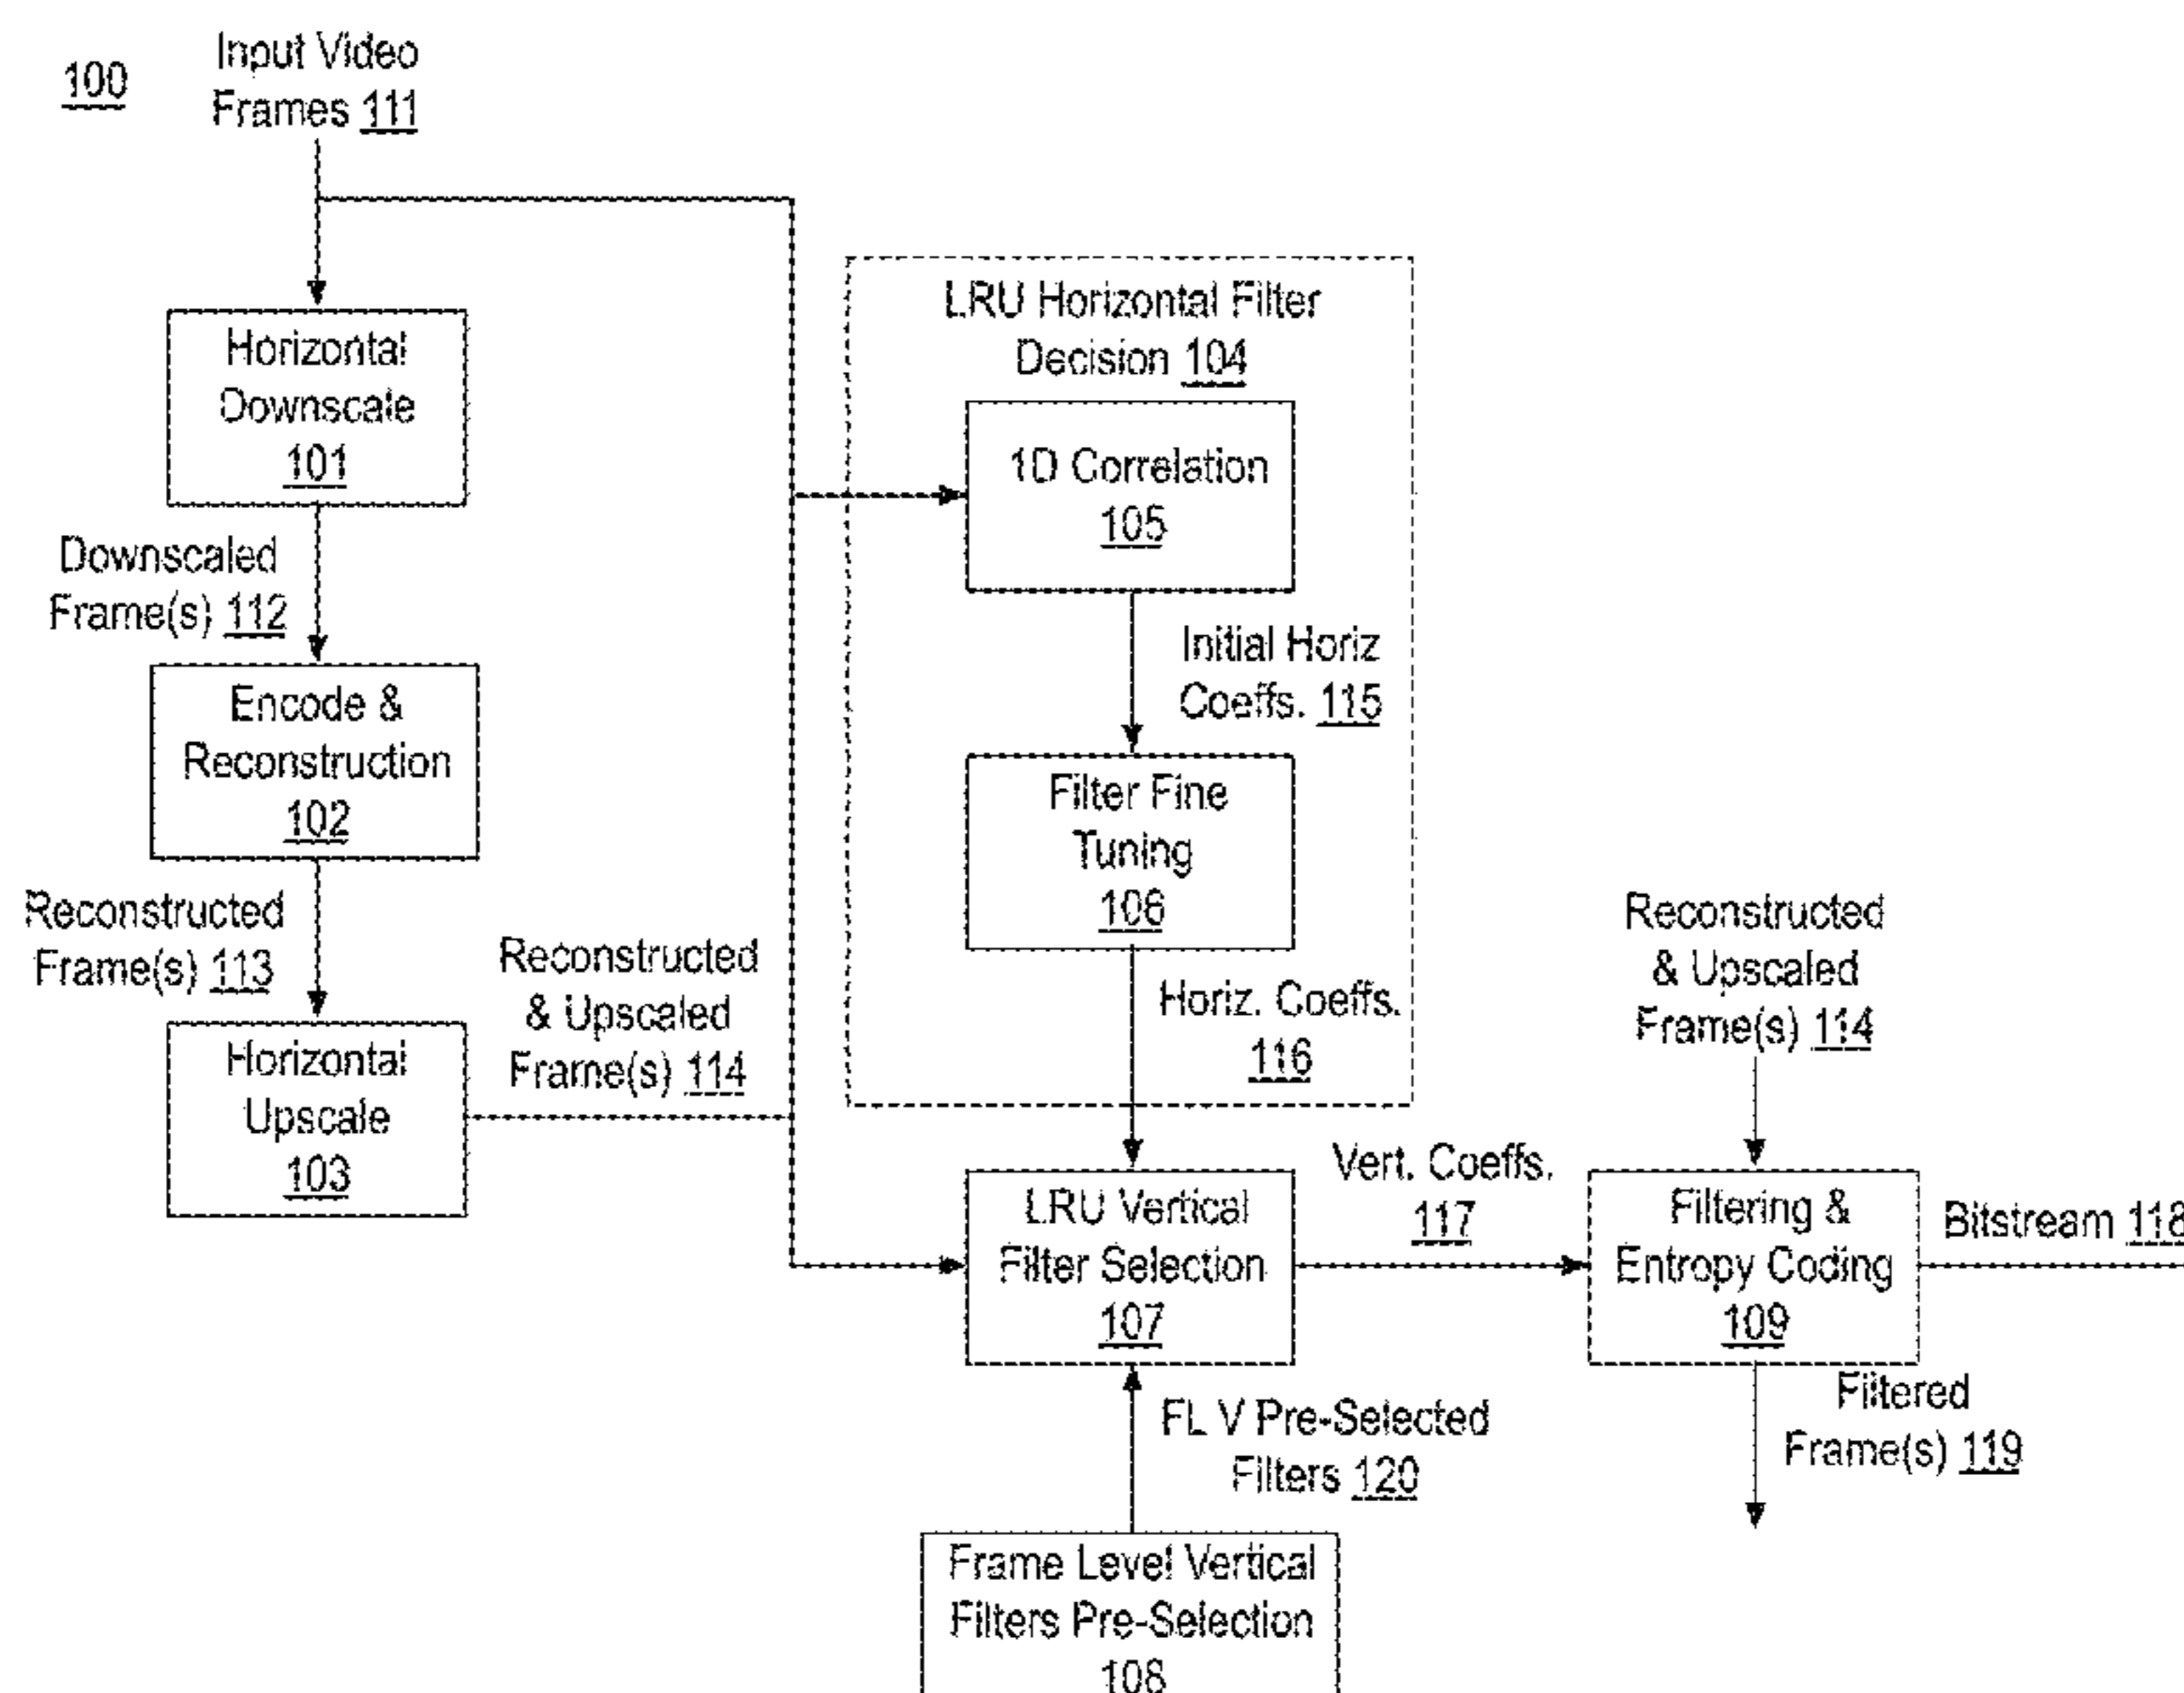 100
Input Video
Frames 111
Horizontal
Downscale
101
Downscaled
Frame(s) 112
Encode &
Reconstruction
102
Reconstructed
Frame(s) 113
Horizontal
Upscale
103
Reconstructed
& Upscaled
Frame(s) 114
LRU Horizontal Filter
Decision 104
1D Correlation
105
Initial Horiz
Coeffs. 115
Filter Fine
Tuning
106
Horiz. Coeffs.
116
LRU Vertical
Filter Selection
107
FL V Pre-Selected
Filters 120
Frame Level Vertical
Filters Pre-Selection
108
Vert. Coeffs.
117
Reconstructed
& Upscaled
Frame(s) 114
Filtering &
Entropy Coding
109
Bitstream 118
Filtered
Frame(s) 119